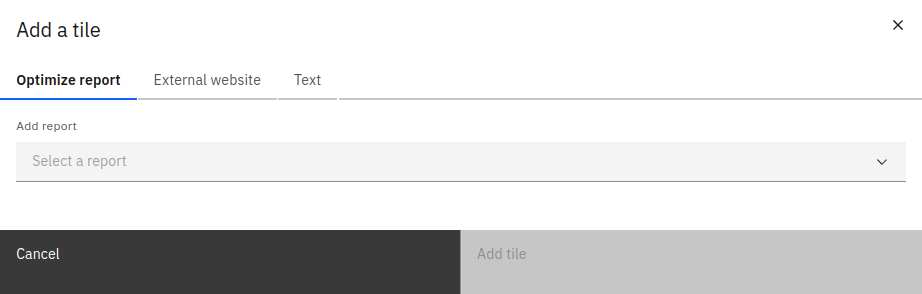 Add a tile
Optimize report External website Text
Add report
Select a report
Cancel Add tile